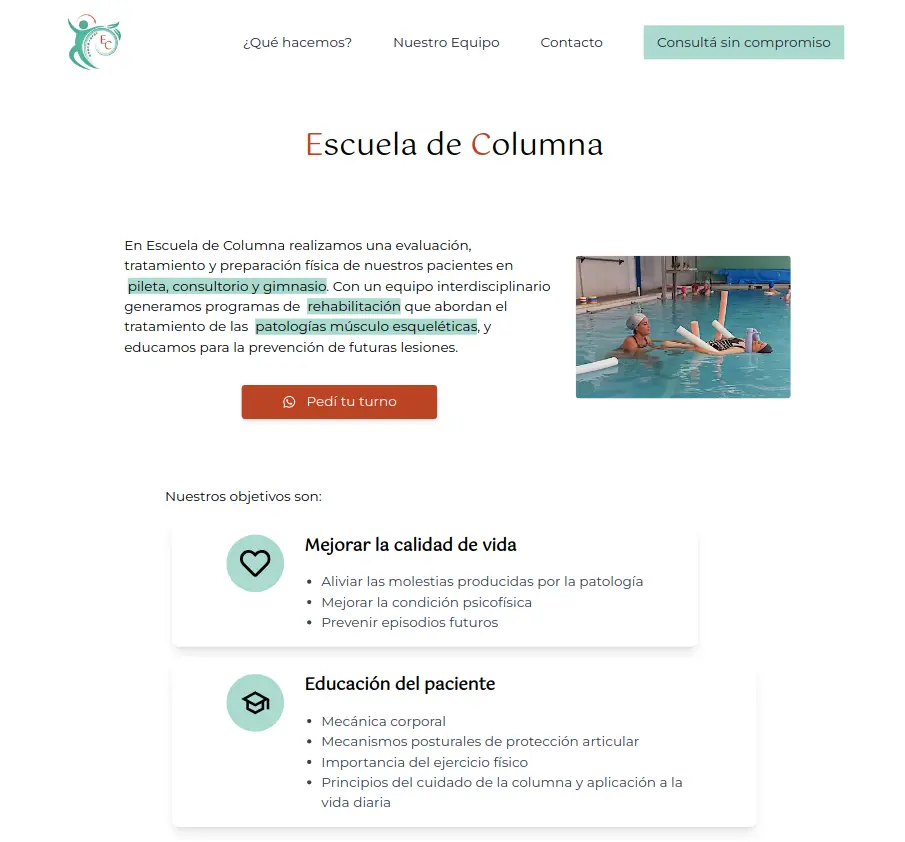 EC
¿Qué hacemos?
Nuestro Equipo
Contacto
Consultá sin compromiso
Escuela de Columna
En Escuela de Columna realizamos una evaluación,
tratamiento y preparación física de nuestros pacientes en
pileta, consultorio y gimnasio. Con un equipo interdisciplinario
generamos programas de rehabilitación que abordan el
tratamiento de las patologías músculo esqueléticas, y
educamos para la prevención de futuras lesiones.
Pedí tu turno
Nuestros objetivos son:
Mejorar la calidad de vida
• Aliviar las molestias producidas por la patología
• Mejorar la condición psicofísica
• Prevenir episodios futuros
Educación del paciente
• Mecánica corporal
• Mecanismos posturales de protección articular
• Importancia del ejercicio físico
• Principios del cuidado de la columna y aplicación a la
vida diaria